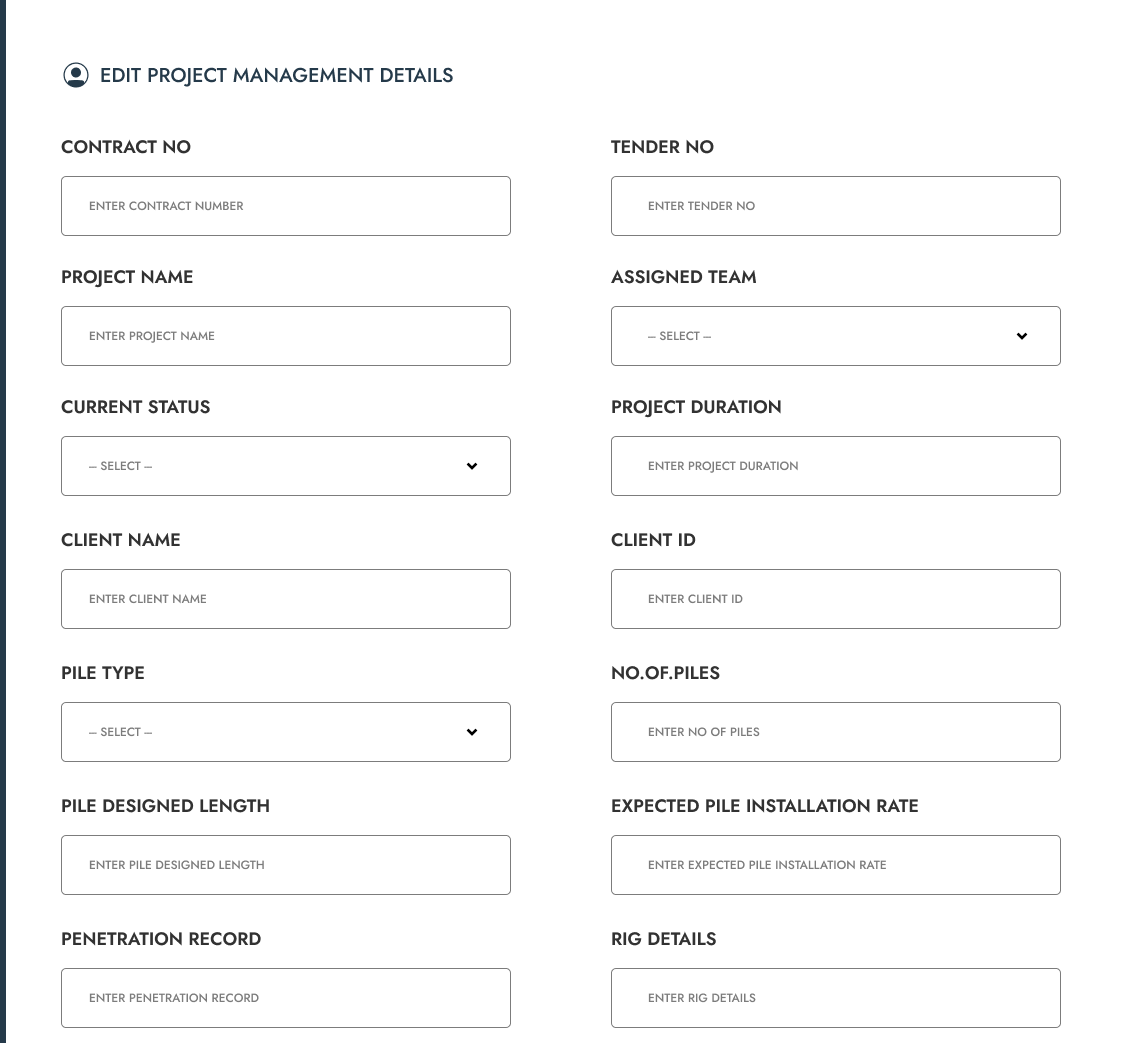 EDIT PROJECT MANAGEMENT DETAILS
CONTRACT NO
TENDER NO
ENTER CONTRACT NUMBER
ENTER TENDER NO
PROJECT NAME
ASSIGNED TEAM
ENTER PROJECT NAME
-- SELECT --
CURRENT STATUS
PROJECT DURATION
-- SELECT --
ENTER PROJECT DURATION
CLIENT NAME
CLIENT ID
ENTER CLIENT NAME
ENTER CLIENT ID
PILE TYPE
NO.OF.PILES
-- SELECT --
ENTER NO OF PILES
PILE DESIGNED LENGTH
EXPECTED PILE INSTALLATION RATE
ENTER PILE DESIGNED LENGTH
ENTER EXPECTED PILE INSTALLATION RATE
PENETRATION RECORD
RIG DETAILS
ENTER PENETRATION RECORD
ENTER RIG DETAILS